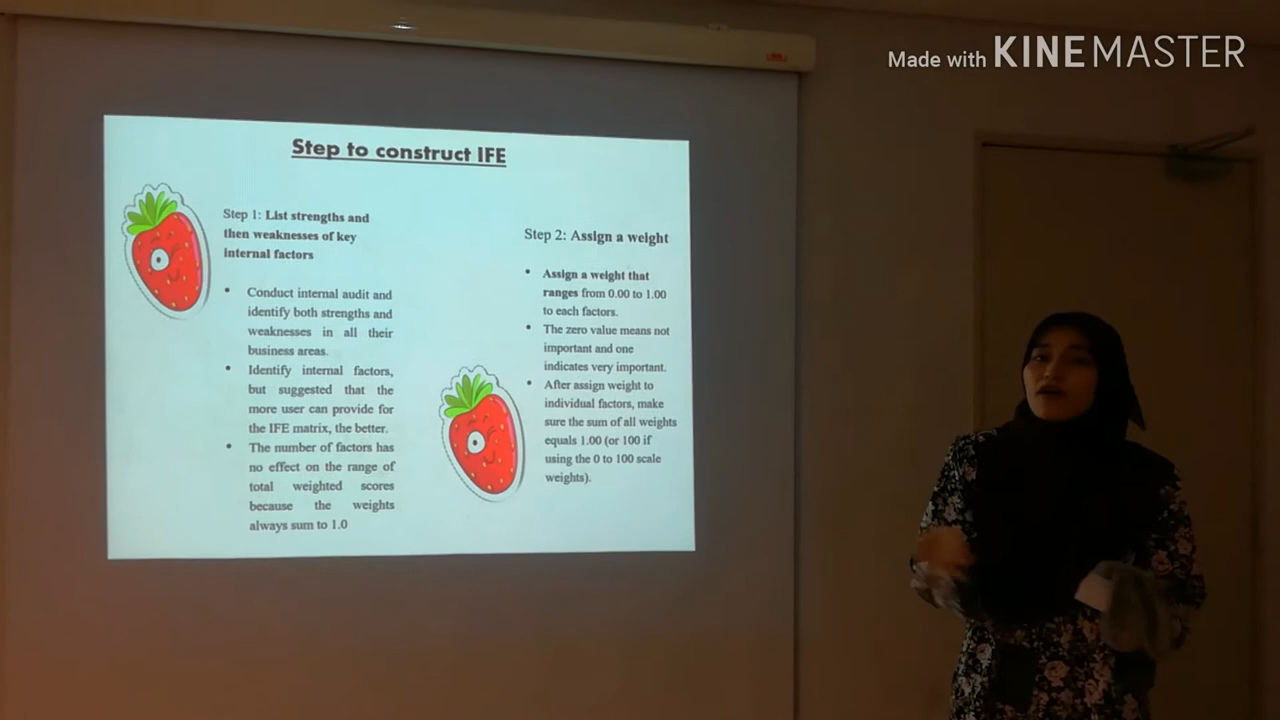 Made with KINEMASTER
Step to construct IFE
Step 1: List strengths and
then weaknesses of key
internal factors
• Conduct internal audit and
identify both strengths and
weaknesses in all their
business areas.
• Identify internal factors,
but suggested that the
more user can provide for
the IFE matrix, the better.
• The number of factors has
no effect on the range of
total weighted scores
because the weights
always sum to 1.0
Step 2: Assign a weight
• Assign a weight that
ranges from 0.00 to 1.00
to each factors.
• The zero value means not
important and one
indicates very important.
• After assign weight to
individual factors, make
sure the sum of all weights
equals 1.00 (or 100 if
using the 0 to 100 scale
weights).